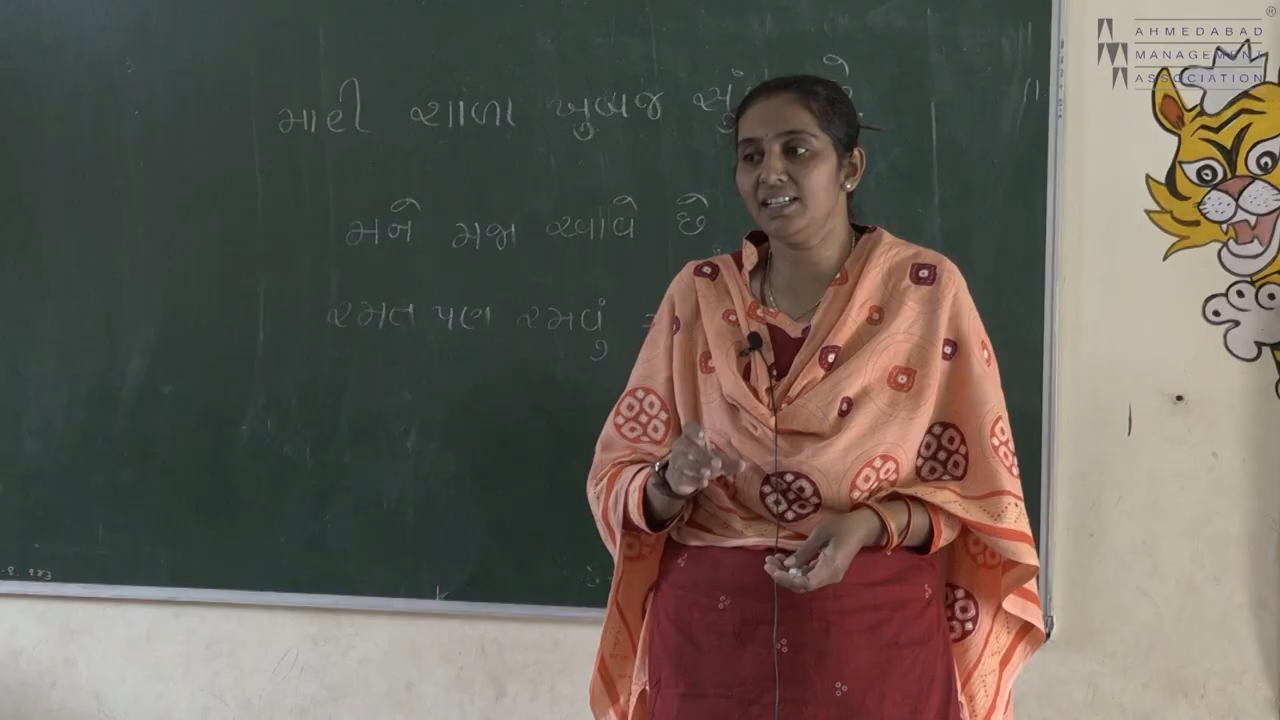 મારી શાળા ખુબજ
મને મજા આવે છે
રમત પણ રમવું
AHMEDABAD
MANAGEMENT
ASSOCIATION